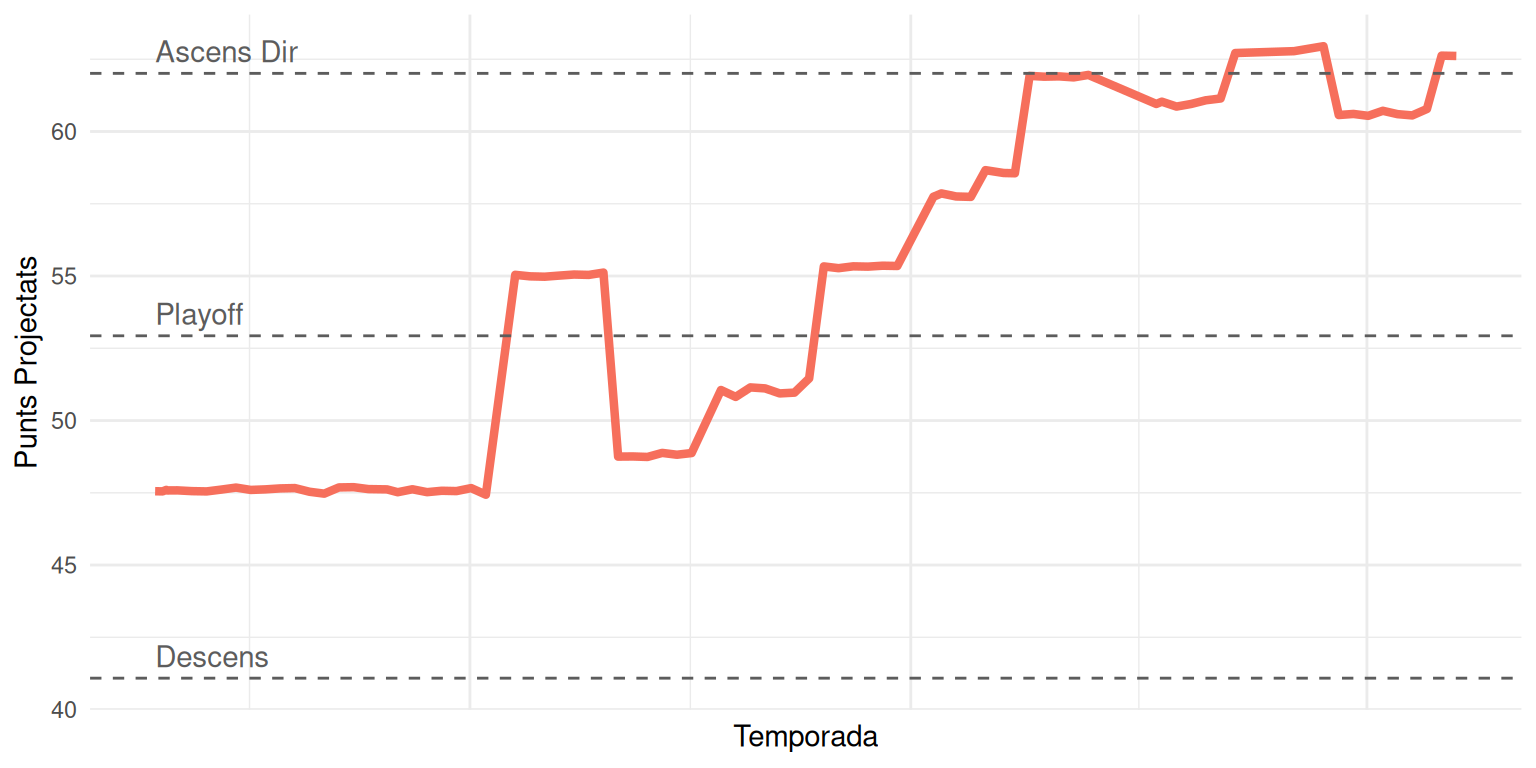 Ascens Dir
60
55
Playoff
50
45
Descens
40
Punts Projectats
Temporada